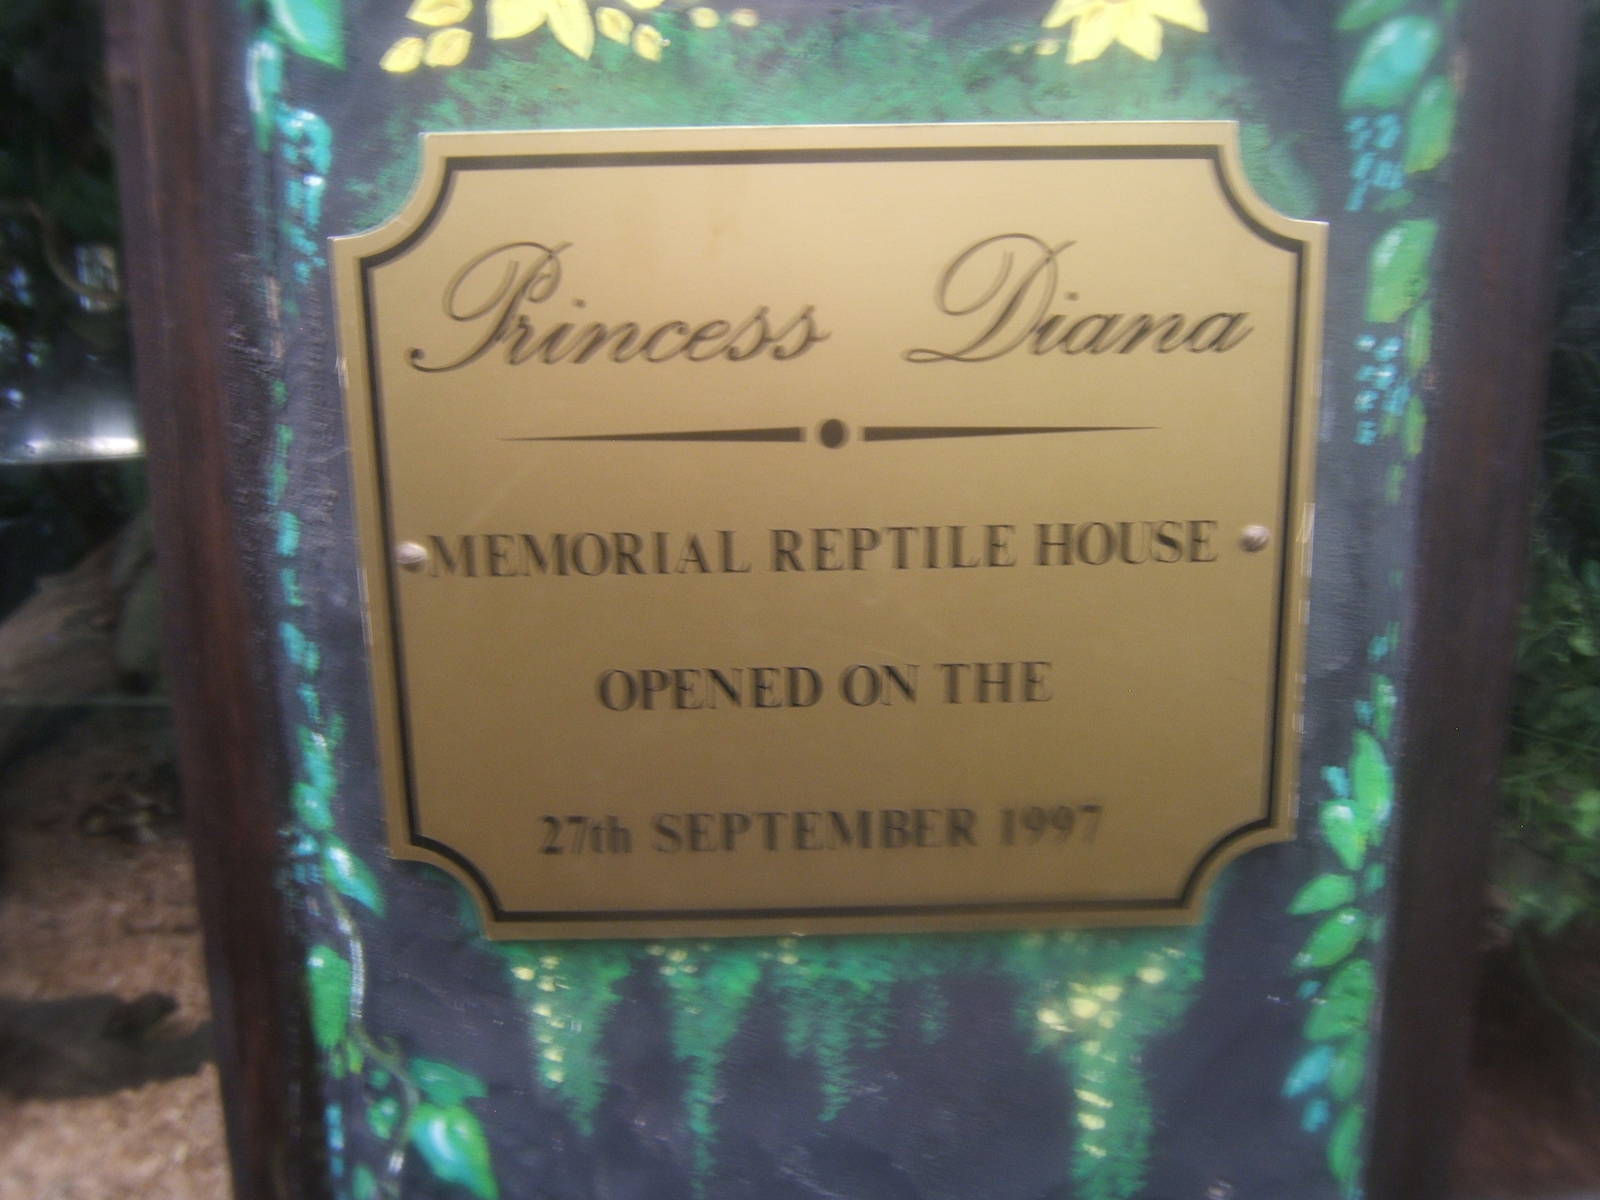 Princess Diana
MEMORIAL REPTILE HOUSE
OPENED ON THE
27th SEPTEMBER 1997